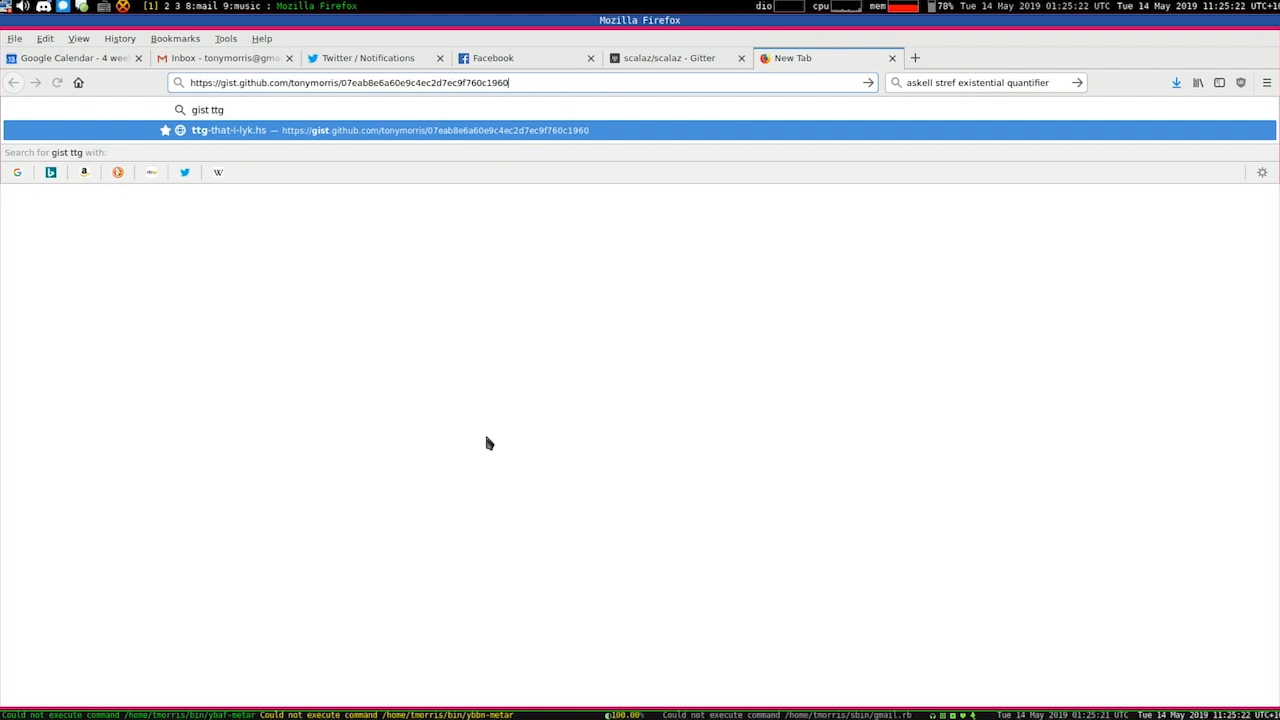 [1] 2 3 8:mail 9:music : Mozilla Firefox dio cpu mem 78% Tue 14 May 2019 01:25:22 UTC Tue 14 May 2019 11:25:22 UTC+1
Mozilla Firefox
File Edit View History Bookmarks Tools Help
Google Calendar - 4 wee Inbox - tonymorris@gma Twitter / Notifications Facebook scalaz/scalaz - Gitter New Tab
https://gist.github.com/tonymorris/07eab8e6a60e9c4ec2d7ec9f760c1960 askell stref existential quantifier
gist ttg
ttg-that-i-lyk.hs — https://gist.github.com/tonymorris/07eab8e6a60e9c4ec2d7ec9f760c1960
Search for gist ttg with:
Could not execute command /home/tmorris/bin/ybaf-metar Could not execute command /home/tmorris/bin/ybbn-metar 100.00% Could not execute command /home/tmorris/sbin/gmail.rb Tue 14 May 2019 01:25:21 UTC Tue 14 May 2019 11:25:22 UTC+1